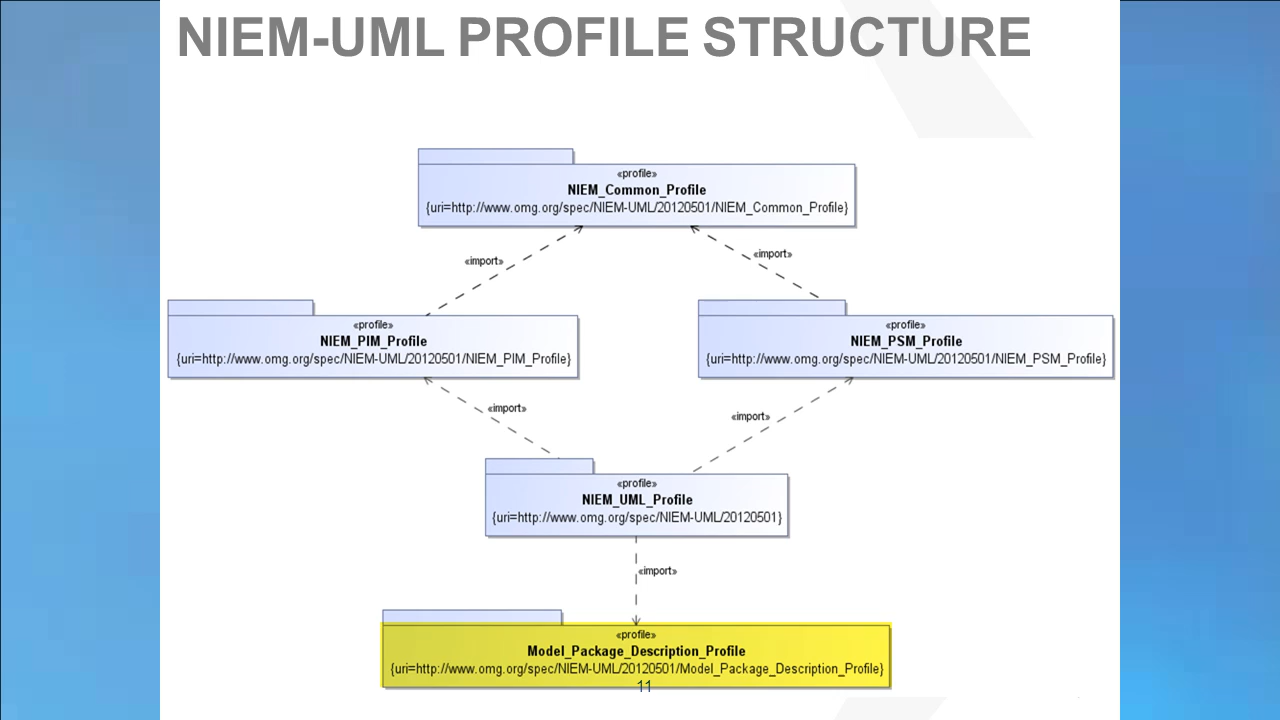 NIEM-UML PROFILE STRUCTURE
«profile»
NIEM_Common_Profile
{uri=http://www.omg.org/spec/NIEM-UML/20120501/NIEM_Common_Profile}
«import»
«import»
«profile»
NIEM_PIM_Profile
{uri=http://www.omg.org/spec/NIEM-UML/20120501/NIEM_PIM_Profile}
«profile»
NIEM_PSM_Profile
{uri=http://www.omg.org/spec/NIEM-UML/20120501/NIEM_PSM_Profile}
«import»
«import»
«profile»
NIEM_UML_Profile
{uri=http://www.omg.org/spec/NIEM-UML/20120501}
«import»
«profile»
Model_Package_Description_Profile
{uri=http://www.omg.org/spec/NIEM-UML/20120501/Model_Package_Description_Profile}
11